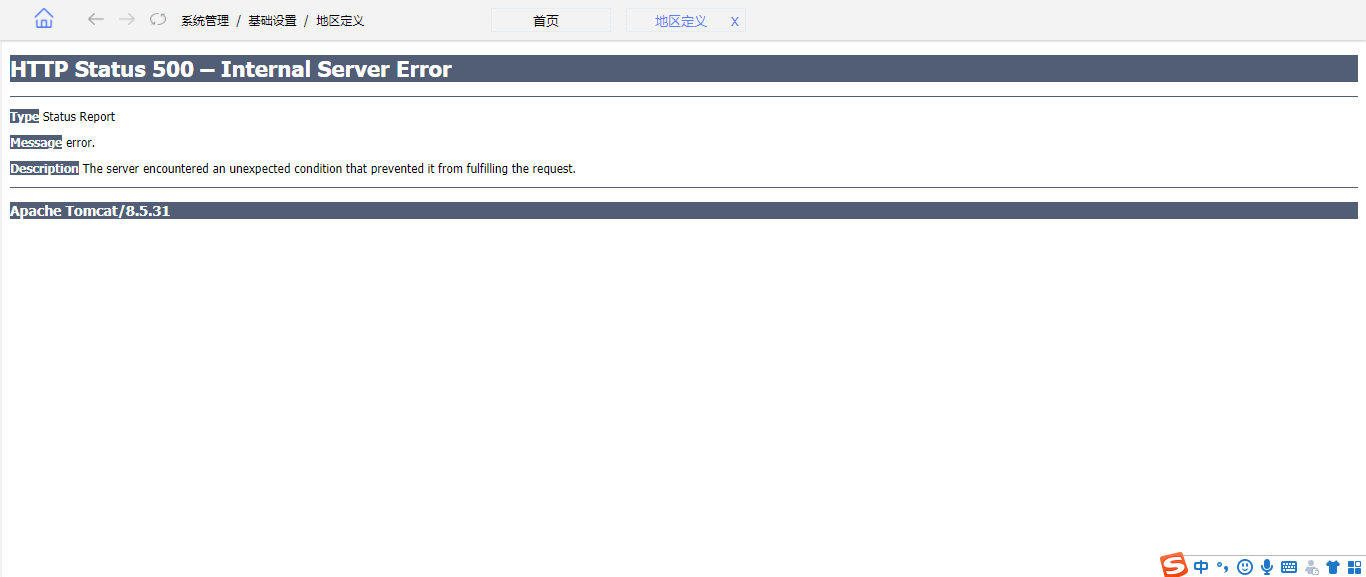 系统管理 / 基础设置 / 地区定义 首页 地区定义 X
HTTP Status 500 – Internal Server Error
Type Status Report
Message error.
Description The server encountered an unexpected condition that prevented it from fulfilling the request.
Apache Tomcat/8.5.31
S 中 °,